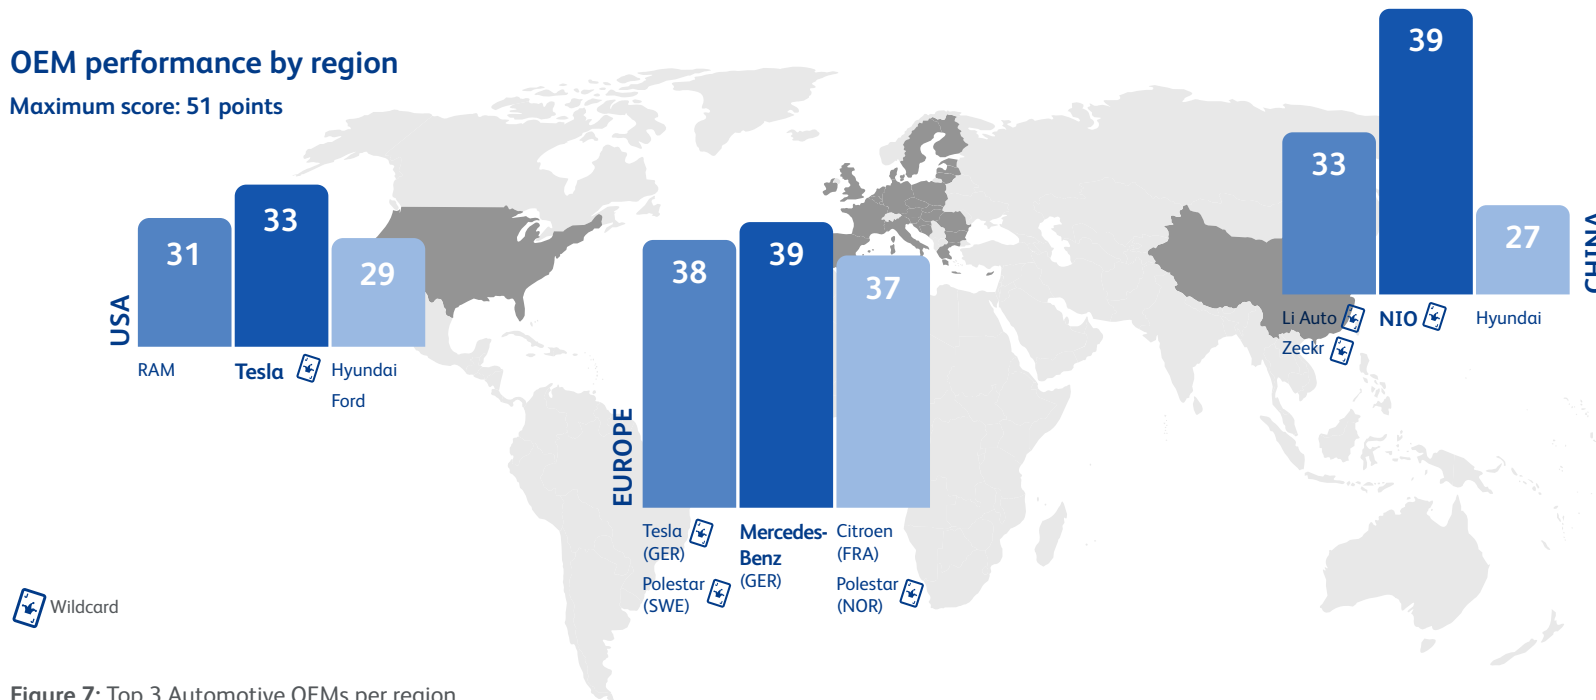 OEM performance by region
Maximum score: 51 points
USA
31
33
29
RAM
Tesla
Hyundai
Ford
EUROPE
38
39
37
Tesla
(GER)
Polestar
(SWE)
Mercedes-
Benz
(GER)
Citroen
(FRA)
Polestar
(NOR)
CHINA
33
39
27
Li Auto
Zeekr
NIO
Hyundai
Wildcard
Figure 7: Top 3 Automotive OEMs per region